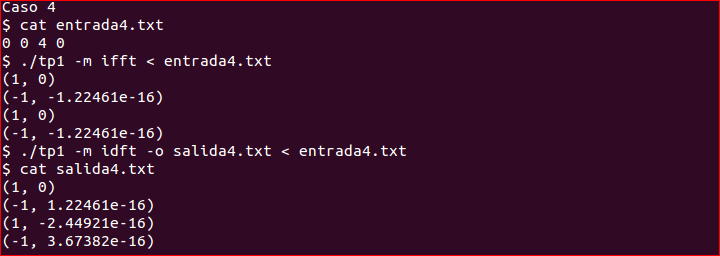 Caso 4
$ cat entrada4.txt
0 0 4 0
$ ./tp1 -m ifft < entrada4.txt
(1, 0)
(-1, -1.22461e-16)
(1, 0)
(-1, -1.22461e-16)
$ ./tp1 -m idft -o salida4.txt < entrada4.txt
$ cat salida4.txt
(1, 0)
(-1, 1.22461e-16)
(1, -2.44921e-16)
(-1, 3.67382e-16)